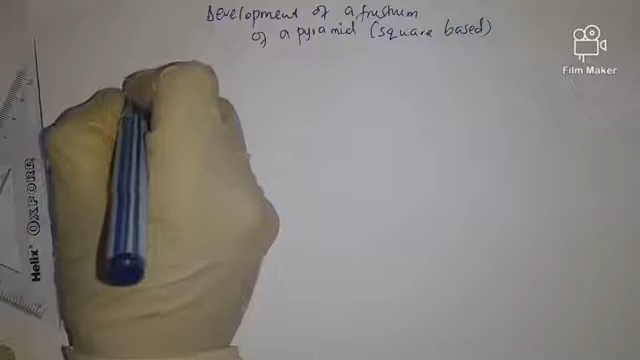 Development of a frustum
of a pyramid (square based)
Film Maker
Helix OXFORD